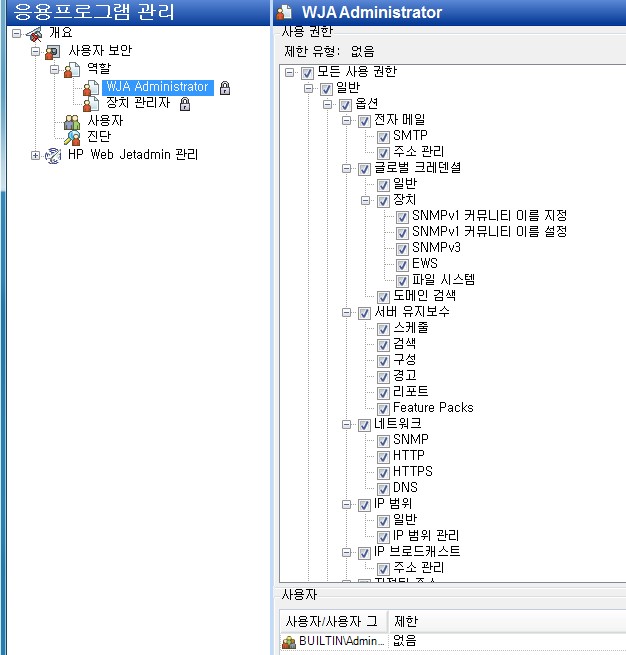 응용프로그램 관리
개요
사용자 보안
역할
WJA Administrator
장치 관리자
사용자
진단
HP Web Jetadmin 관리
WJA Administrator
사용 권한
제한 유형: 없음
모든 사용 권한
일반
옵션
전자 메일
SMTP
주소 관리
글로벌 크레덴셜
일반
장치
SNMPv1 커뮤니티 이름 지정
SNMPv1 커뮤니티 이름 설정
SNMPv3
EWS
파일 시스템
도메인 검색
서버 유지보수
스케줄
검색
구성
경고
리포트
Feature Packs
네트워크
SNMP
HTTP
HTTPS
DNS
IP 범위
일반
IP 범위 관리
IP 브로드캐스트
주소 관리
사용자
사용자/사용자 그 제한
BUILTIN\Admin... 없음